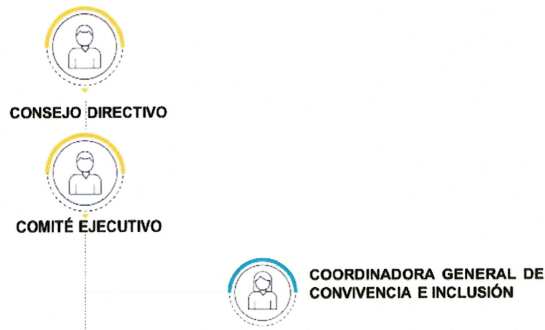 CONSEJO DIRECTIVO
COMITÉ EJECUTIVO
COORDINADORA GENERAL DE
CONVIVENCIA E INCLUSIÓN